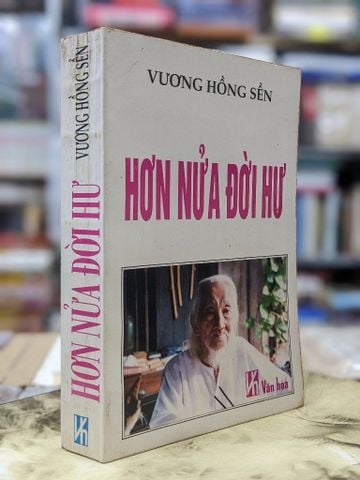 VƯƠNG HỒNG SỂN
HƠN NỬA ĐỜI HƯ
Văn hóa
VƯƠNG HỒNG SỂN
HƠN NỬA ĐỜI HƯ